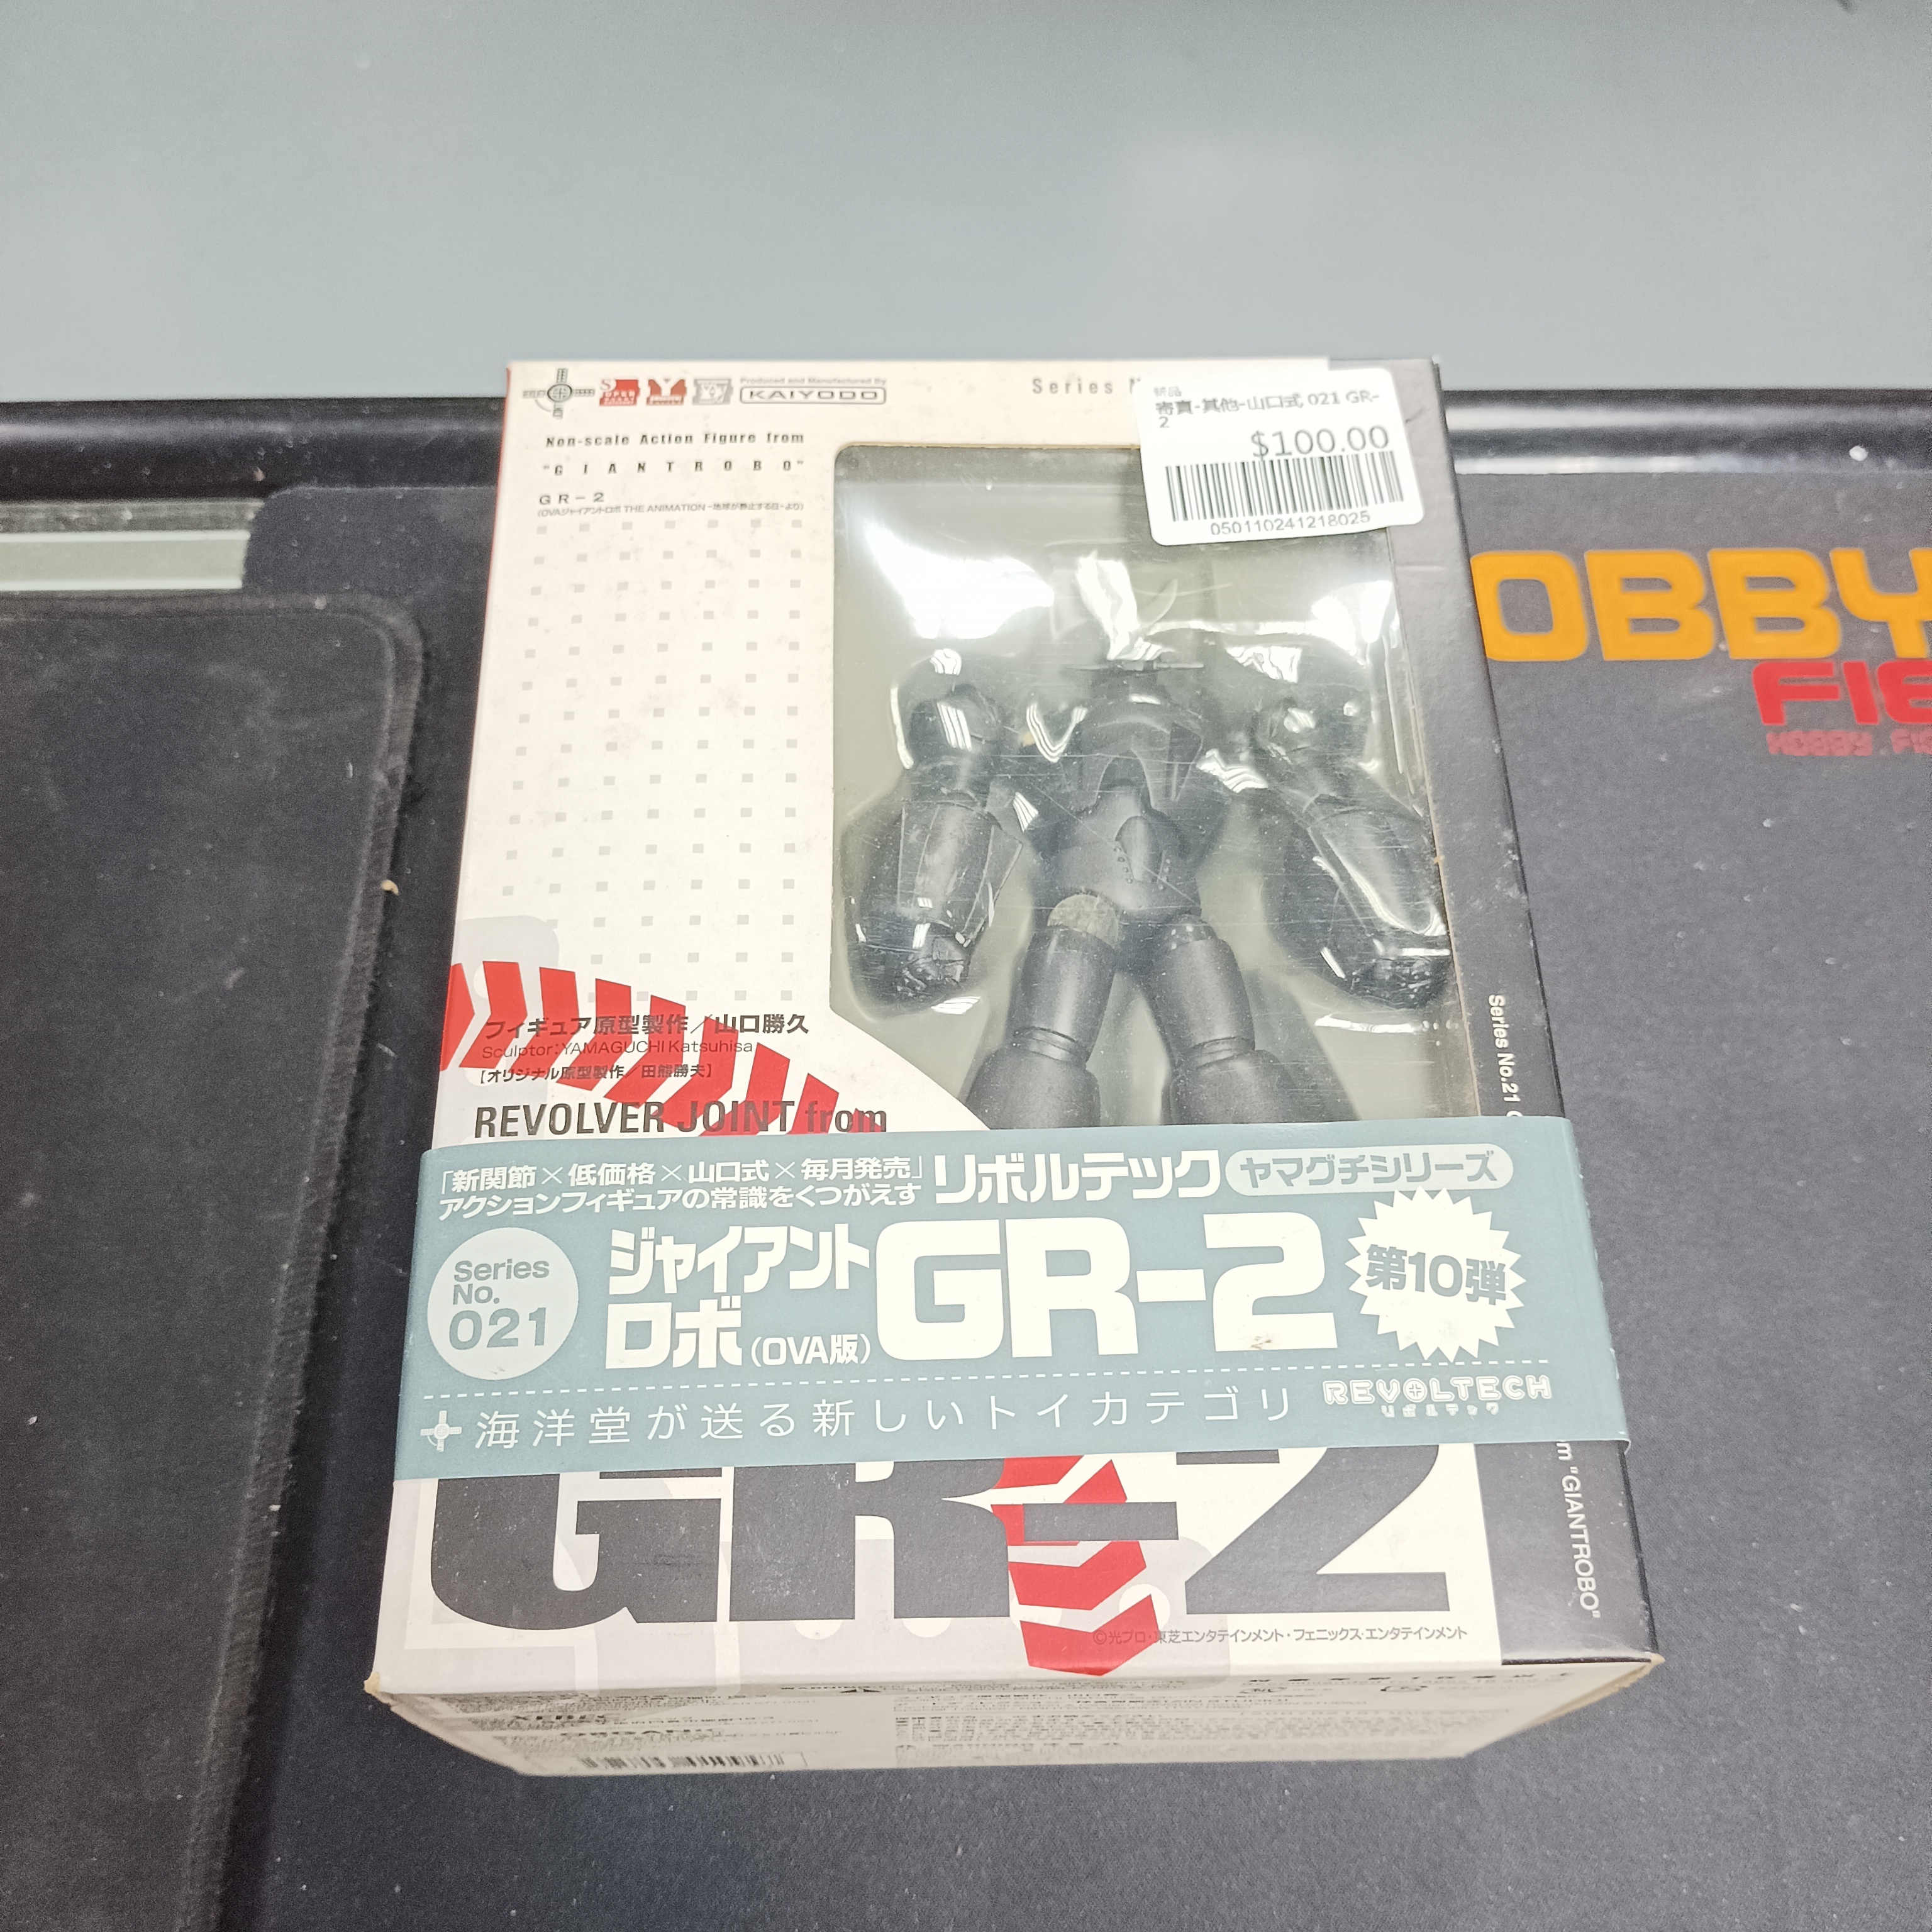 Produced and Manufactured By
KAIYODO
Series
新品
寄賣-其他-山口式 021 GR-
2
$100.00
050110241218025
Non-scale Action Figure from
"GIANTROBO"
GR-2
(OVAジャイアントロボ THE ANIMATION -地球が静止する日-より)
OBBY
HOBBY
フィギュア原型製作／山口勝久
Sculptor:YAMAGUCHI Katsuhisa
【オリジナル原型製作／田熊勝夫】
REVOLVER JOINT from
Series No.21
「新関節×低価格×山口式×毎月発売」
アクションフィギュアの常識をくつがえす
リボルテック ヤマグチシリーズ
Series
No.
021
ジャイアント
ロボ(OVA版)
GR-2
第10弾
海洋堂が送る新しいトイカテゴリ
REVOLTECH
リボルテック
GR-2
"GIANTROBO"
©光プロ・東芝エンタテインメント・フェニックス・エンタテインメント